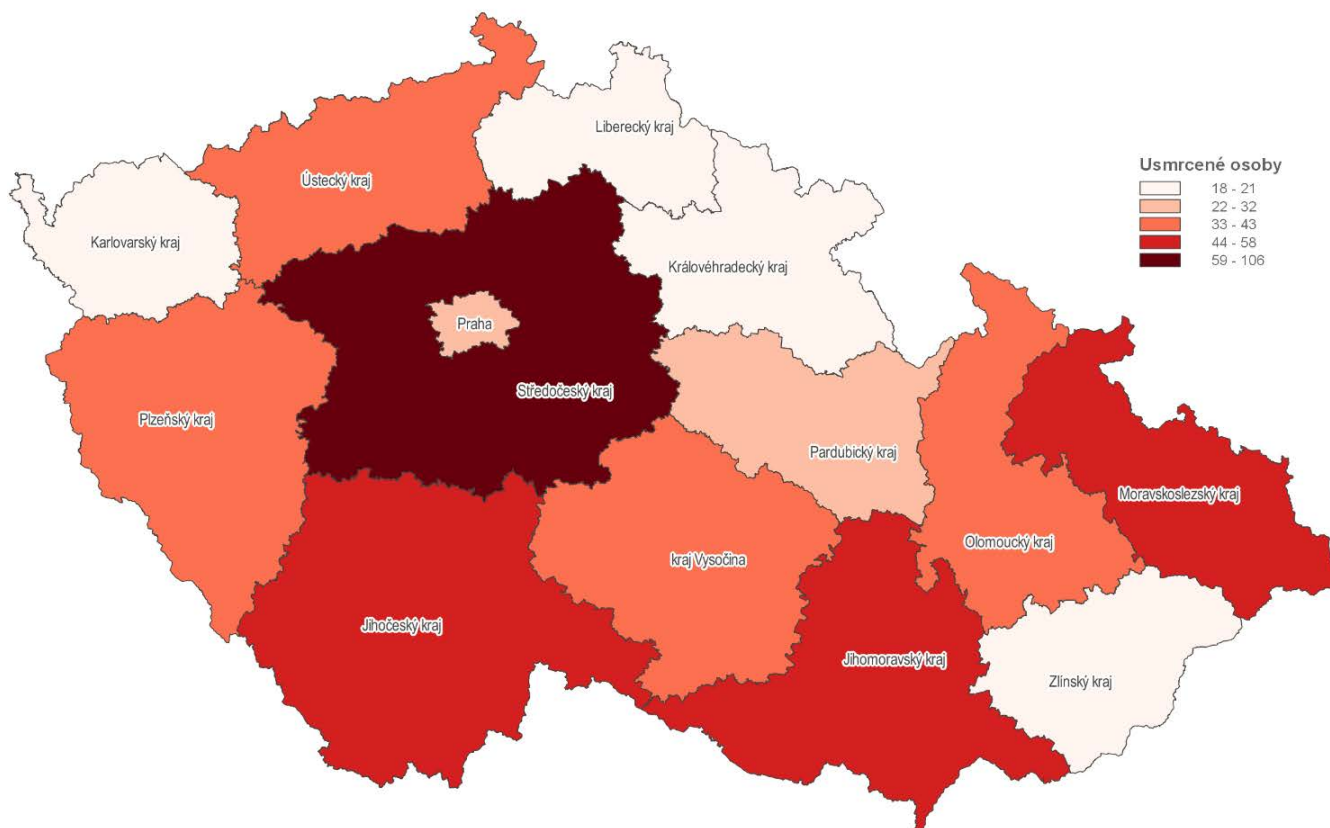 Liberecký kraj
Ústecký kraj
Karlovarský kraj
Královéhradecký kraj
Praha
Středočeský kraj
Plzeňský kraj
Pardubický kraj
Moravskoslezský kraj
Olomoucký kraj
kraj Vysočina
Jihočeský kraj
Jihomoravský kraj
Zlínský kraj
Usmrcené osoby
18 - 21
22 - 32
33 - 43
44 - 58
59 - 106